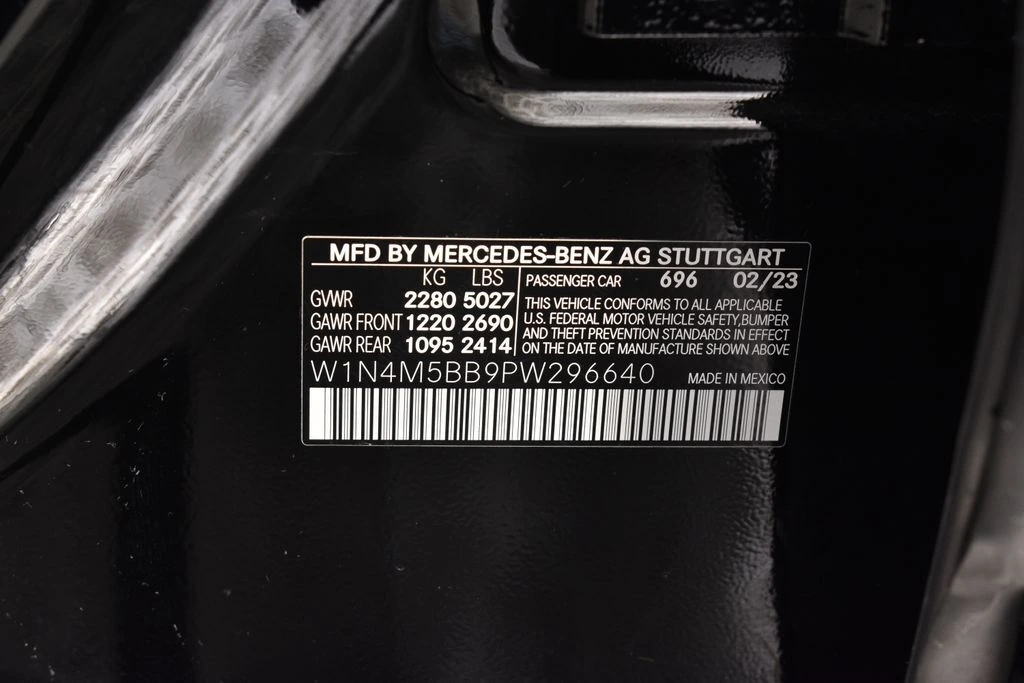 MFD BY MERCEDES-BENZ AG STUTTGART
KG LBS
GVWR 2280 5027
GAWR FRONT 1220 2690
GAWR REAR 1095 2414
PASSENGER CAR 696 02/23
THIS VEHICLE CONFORMS TO ALL APPLICABLE
U.S. FEDERAL MOTOR VEHICLE SAFETY,BUMPER
AND THEFT PREVENTION STANDARDS IN EFFECT
ON THE DATE OF MANUFACTURE SHOWN ABOVE
W1N4M5BB9PW296640 MADE IN MEXICO